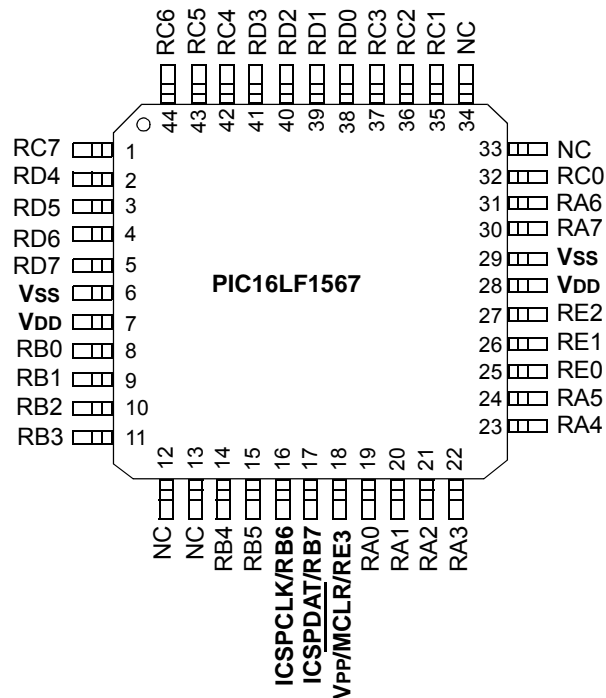 RC6
RC5
RC4
RD3
RD2
RD1
RD0
RC3
RC2
RC1
NC
44
43
42
41
40
39
38
37
36
35
34
RC7 1
RD4 2
RD5 3
RD6 4
RD7 5
VSS 6
VDD 7
RB0 8
RB1 9
RB2 10
RB3 11
PIC16LF1567
33 NC
32 RC0
31 RA6
30 RA7
29 VSS
28 VDD
27 RE2
26 RE1
25 RE0
24 RA5
23 RA4
12
13
14
15
16
17
18
19
20
21
22
NC
NC
RB4
RB5
ICSPCLK/RB6
ICSPDAT/RB7
VPP/MCLR/RE3
RA0
RA1
RA2
RA3